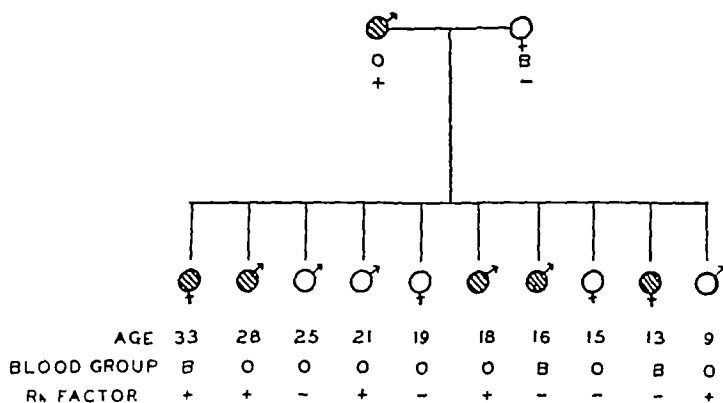 O B
+ -
AGE 33 28 25 21 19 18 16 15 13 9
BLOOD GROUP B O O O O O B O B O
Rh FACTOR + + - + - + - - - +